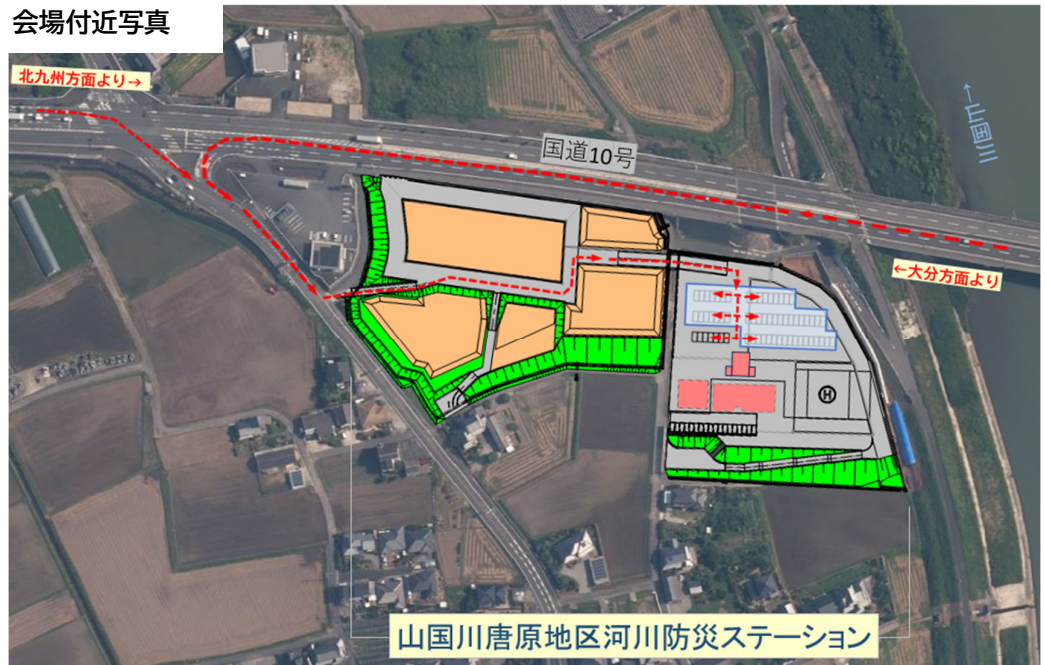 会場付近写真
北九州方面より→
←山国川
国道10号
←大分方面より
H
山国川唐原地区河川防災ステーション